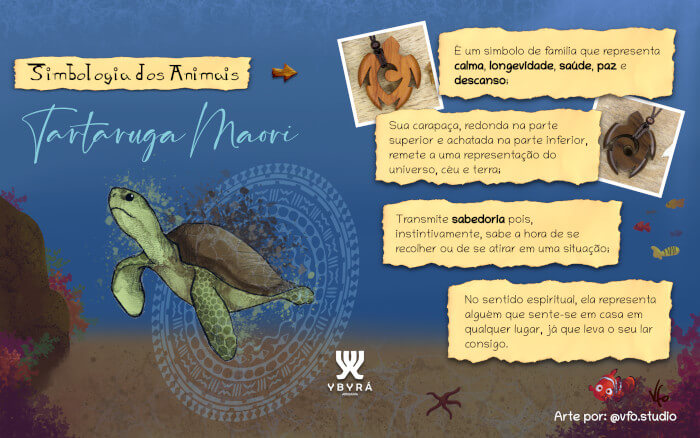 Simbologia dos Animais
Tartaruga Maori
É um símbolo de família que representa
calma, longevidade, saúde, paz e
descanso;
Sua carapaça, redonda na parte
superior e achatada na parte inferior,
remete a uma representação do
universo, céu e terra;
Transmite sabedoria pois,
instintivamente, sabe a hora de se
recolher ou de se atirar em uma situação;
No sentido espiritual, ela representa
alguém que sente-se em casa em
qualquer lugar, já que leva o seu lar
consigo.
YBYRÁ
Vfo
Arte por: @vfo.studio